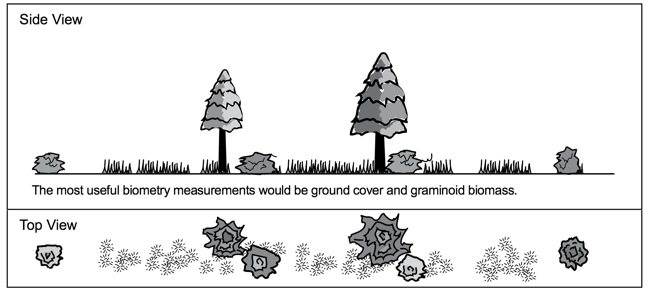 Side View
The most useful biometry measurements would be ground cover and graminoid biomass.
Top View